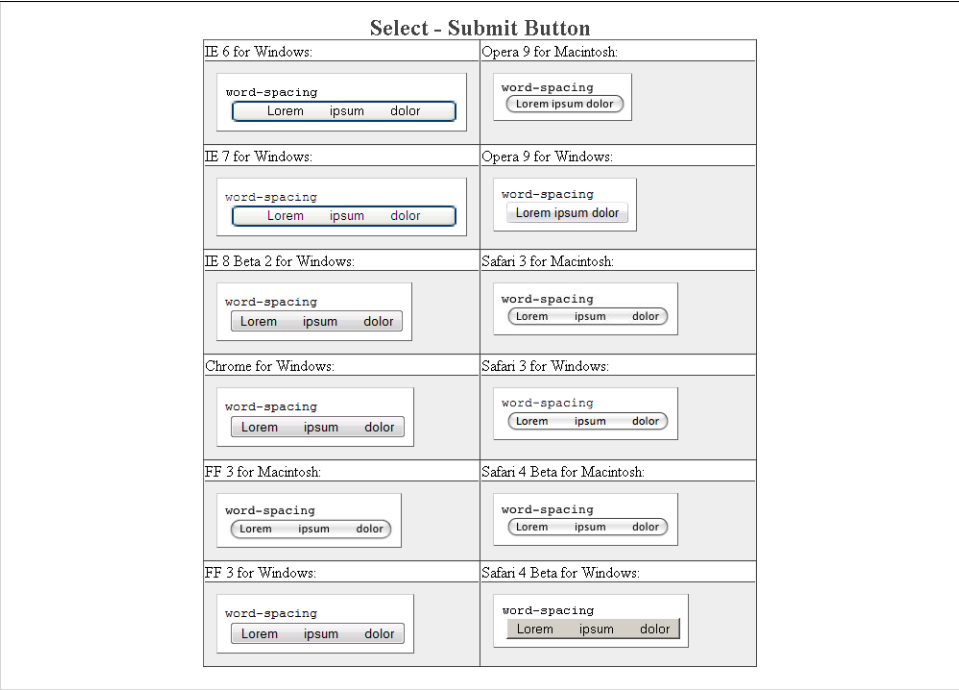 Select - Submit Button
IE 6 for Windows:
word-spacing
Lorem ipsum dolor
Opera 9 for Macintosh:
word-spacing
Lorem ipsum dolor
IE 7 for Windows:
word-spacing
Lorem ipsum dolor
Opera 9 for Windows:
word-spacing
Lorem ipsum dolor
IE 8 Beta 2 for Windows:
word-spacing
Lorem ipsum dolor
Safari 3 for Macintosh:
word-spacing
Lorem ipsum dolor
Chrome for Windows:
word-spacing
Lorem ipsum dolor
Safari 3 for Windows:
word-spacing
Lorem ipsum dolor
FF 3 for Macintosh:
word-spacing
Lorem ipsum dolor
Safari 4 Beta for Macintosh:
word-spacing
Lorem ipsum dolor
FF 3 for Windows:
word-spacing
Lorem ipsum dolor
Safari 4 Beta for Windows:
word-spacing
Lorem ipsum dolor